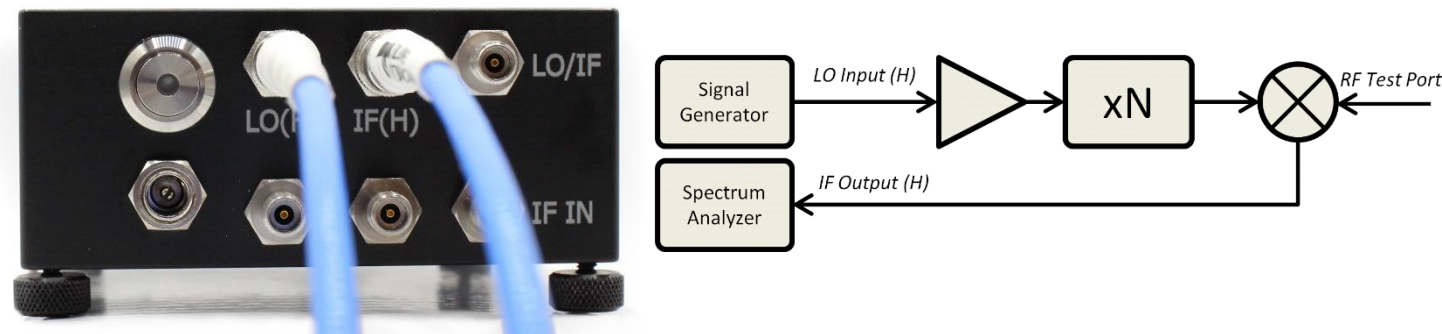 LO/IF
IF(H)
IF IN
Signal
Generator
LO Input (H)
xN
RF Test Port
Spectrum
Analyzer
IF Output (H)